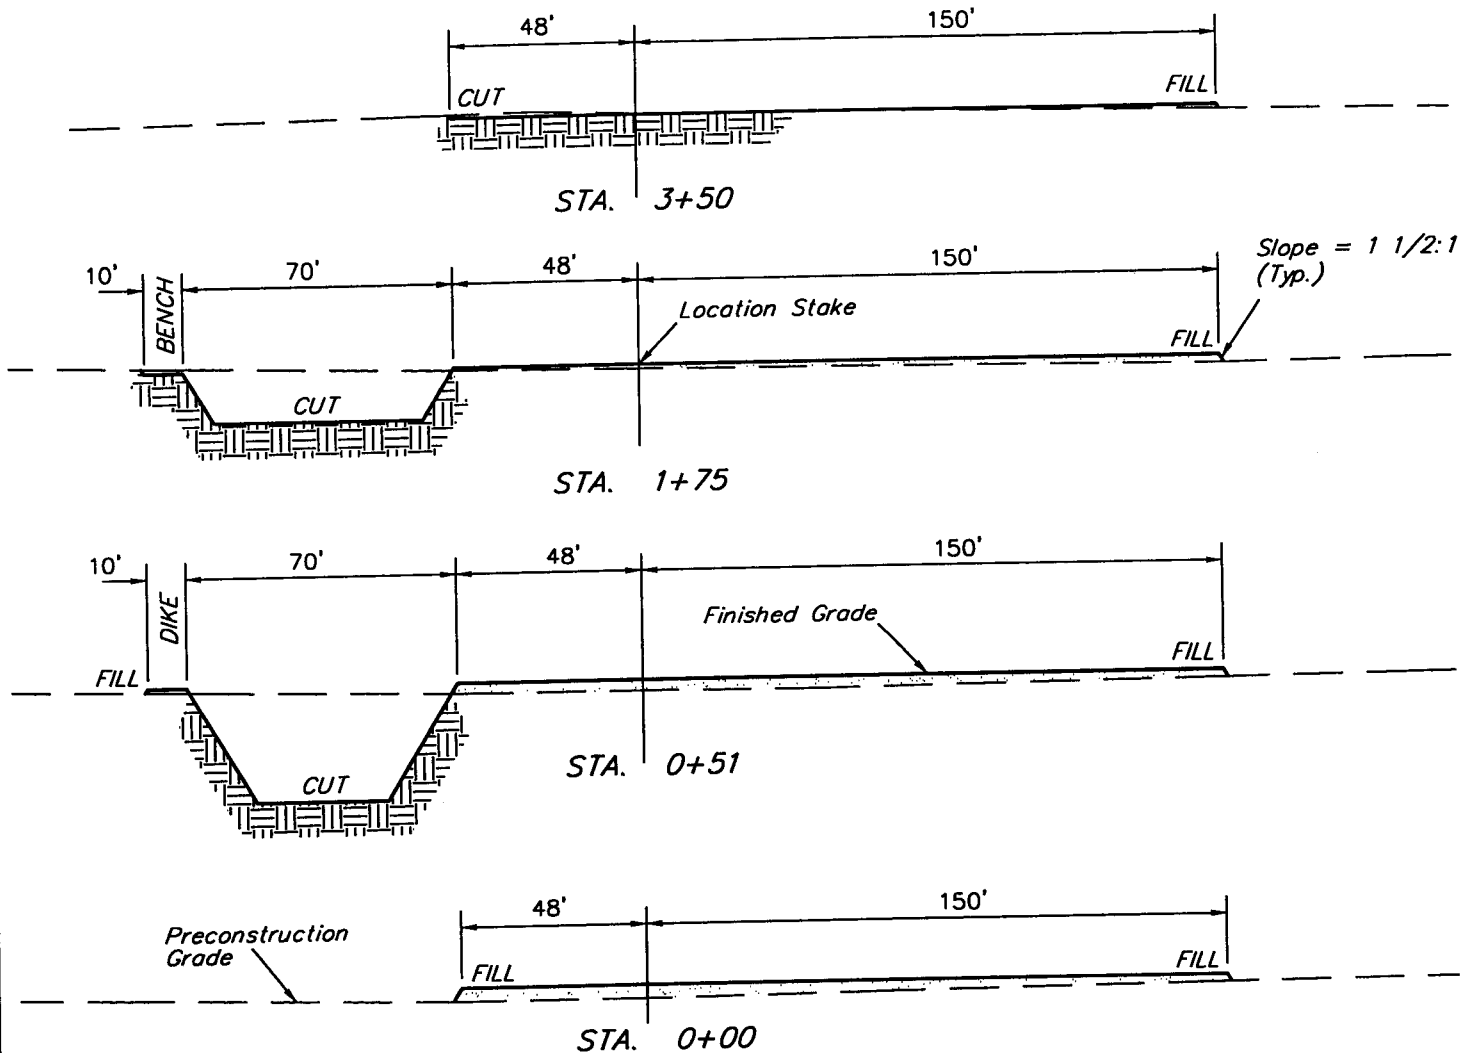 48'
150'
CUT
FILL
STA. 3+50
10'
BENCH
70'
48'
150'
Slope = 1 1/2:1
(Typ.)
Location Stake
FILL
CUT
STA. 1+75
10'
DIKE
70'
48'
150'
Finished Grade
FILL
FILL
CUT
STA. 0+51
48'
150'
Preconstruction
Grade
FILL
FILL
STA. 0+00